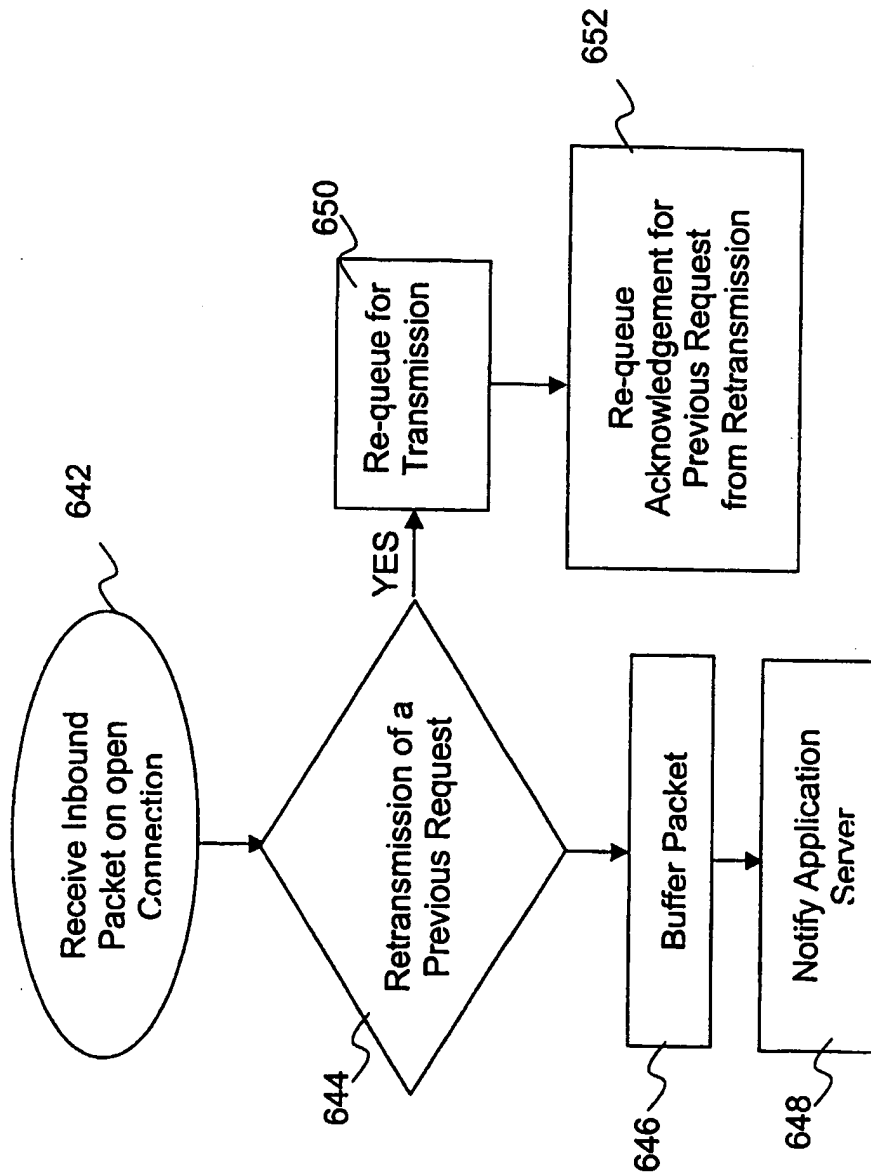 642
Receive Inbound
Packet on open
Connection
644
Retransmission of a
Previous Request
YES
650
Re-queue for
Transmission
652
Re-queue
Acknowledgement for
Previous Request
from Retransmission
646
Buffer Packet
648
Notify Application
Server